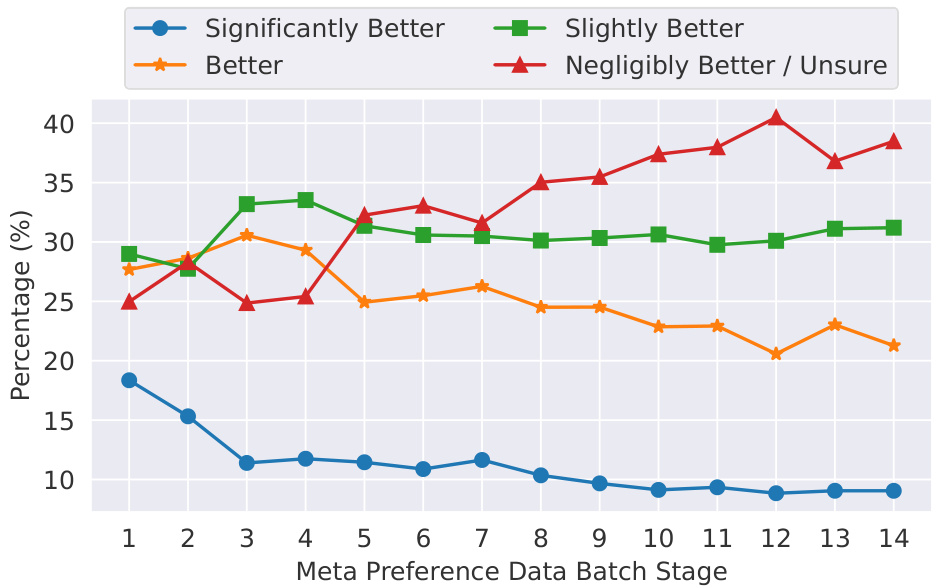 Significantly Better
Better
Slightly Better
Negligibly Better / Unsure
Percentage (%)
40
35
30
25
20
15
10
1 2 3 4 5 6 7 8 9 10 11 12 13 14
Meta Preference Data Batch Stage